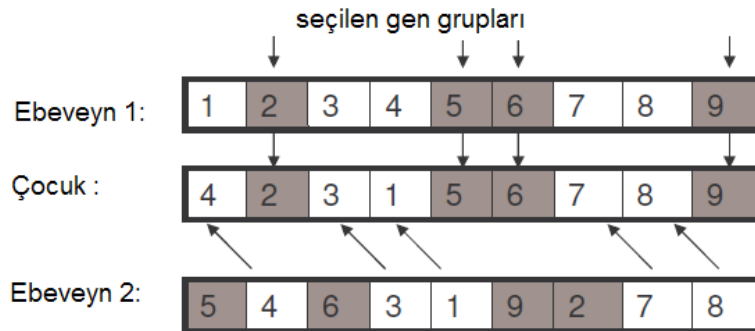 seçilen gen grupları
Ebeveyn 1: 1 2 3 4 5 6 7 8 9
Çocuk : 4 2 3 1 5 6 7 8 9
Ebeveyn 2: 5 4 6 3 1 9 2 7 8